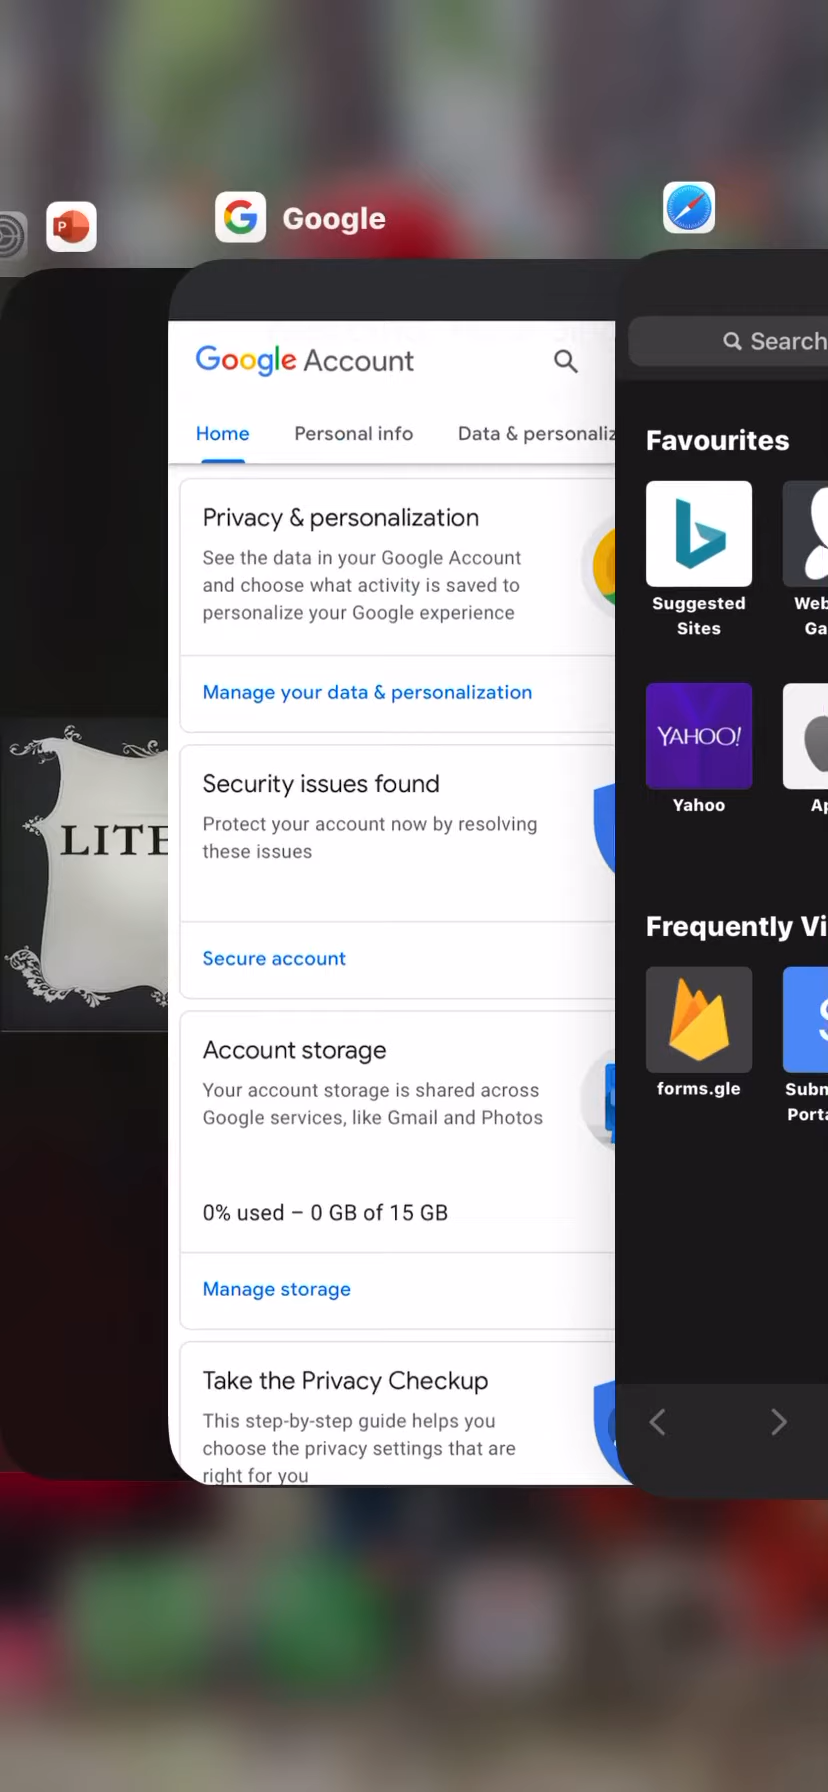 Google
Google Account
Home Personal info Data & personaliz
Privacy & personalization
See the data in your Google Account
and choose what activity is saved to
personalize your Google experience
Manage your data & personalization
Security issues found
Protect your account now by resolving
these issues
Secure account
Account storage
Your account storage is shared across
Google services, like Gmail and Photos
0% used – 0 GB of 15 GB
Manage storage
Take the Privacy Checkup
This step-by-step guide helps you
choose the privacy settings that are
right for you
P
LITE
Search
Favourites
Suggested
Sites
Web
Ga
YAHOO!
Yahoo
Ap
Frequently Vi
forms.gle
S
Subm
Porta